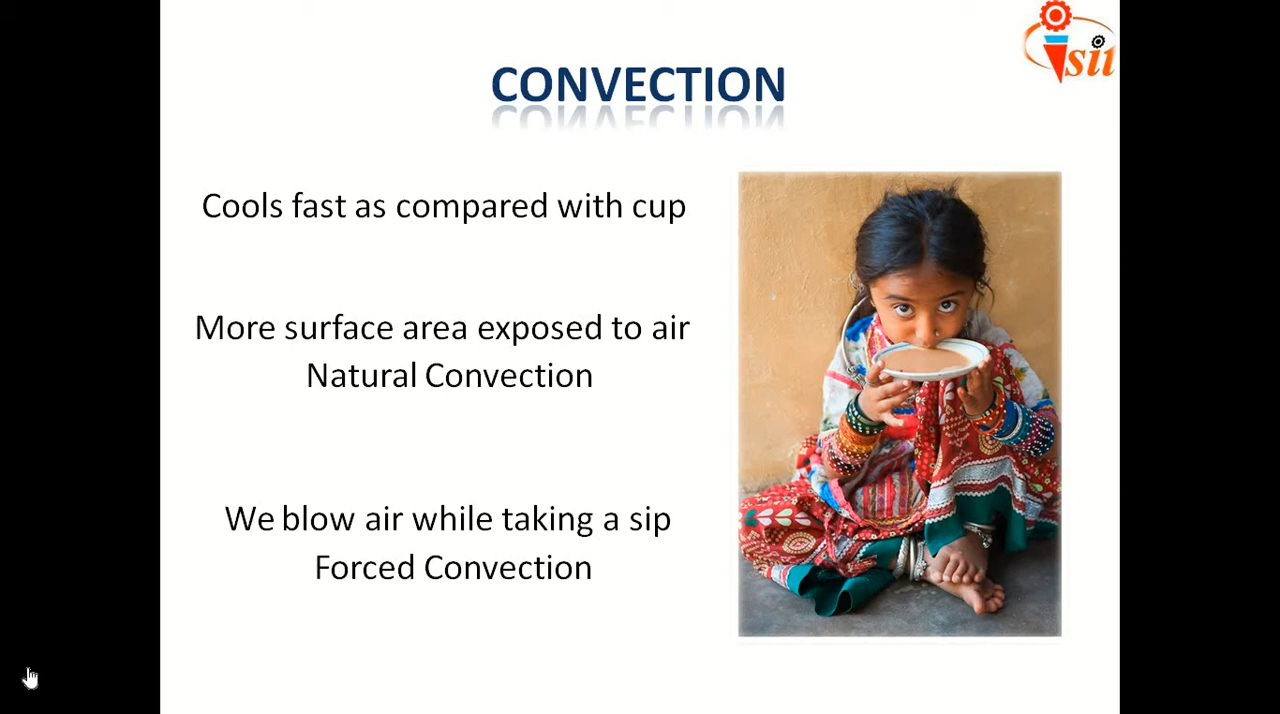 CONVECTION
Cools fast as compared with cup
More surface area exposed to air
Natural Convection
We blow air while taking a sip
Forced Convection